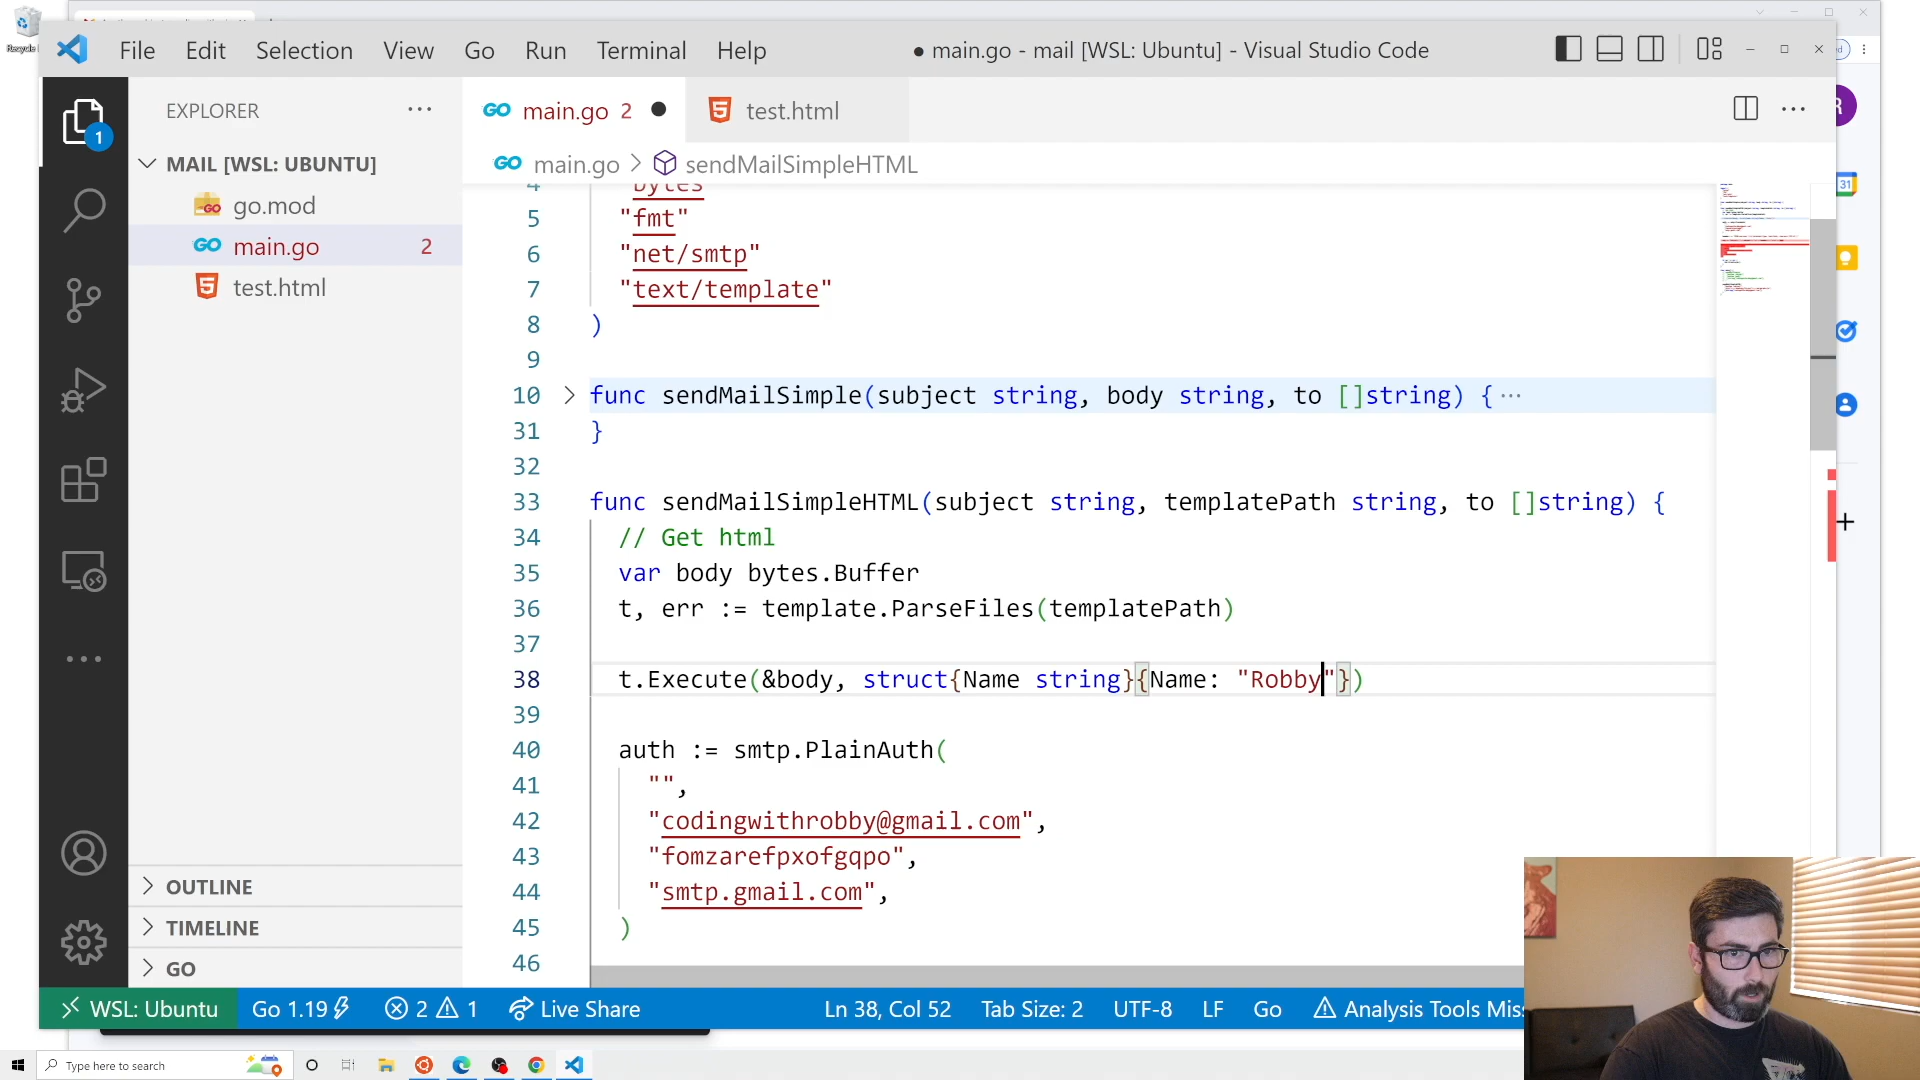 Recycle
File Edit Selection View Go Run Terminal Help
● main.go - mail [WSL: Ubuntu] - Visual Studio Code
EXPLORER
main.go 2
test.html
main.go > sendMailSimpleHTML
MAIL [WSL: UBUNTU]
go.mod
main.go 2
test.html
1
4 "bytes
5 "fmt"
6 "net/smtp"
7 "text/template"
8 )
9
10 func sendMailSimple(subject string, body string, to []string) {···
31 }
32
33 func sendMailSimpleHTML(subject string, templatePath string, to []string) {
34 // Get html
35 var body bytes.Buffer
36 t, err := template.ParseFiles(templatePath)
37
38 t.Execute(&body, struct{Name string}{Name: "Robby"})
39
40 auth := smtp.PlainAuth(
41 "",
42 "codingwithrobby@gmail.com",
43 "fomzarefpxofgqpo",
44 "smtp.gmail.com",
45 )
46
OUTLINE
TIMELINE
GO
31
WSL: Ubuntu
Go 1.19
2 1
Live Share
Ln 38, Col 52
Tab Size: 2
UTF-8
LF
Go
Analysis Tools Mis
Type here to search